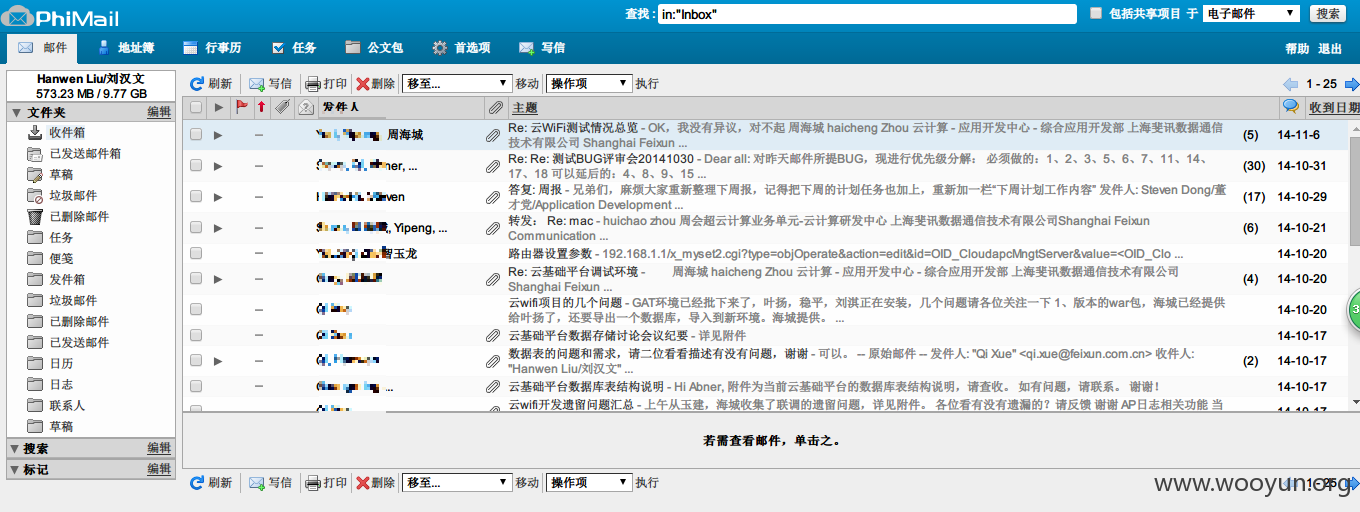 PhiMail
查找 : in:"Inbox" 包括共享项目 于 电子邮件 搜索
邮件 地址簿 行事历 任务 公文包 首选项 写信 帮助 退出
Hanwen Liu/刘汉文
573.23 MB / 9.77 GB
刷新 写信 打印 删除 移至... 移动 操作项 执行 1 - 25
文件夹 编辑
收件箱
已发送邮件箱
草稿
垃圾邮件
已删除邮件
任务
便笺
发件箱
垃圾邮件
已删除邮件
已发送邮件
日历
日志
联系人
草稿
搜索 编辑
标记 编辑
发件人 主题 收到日期
周海城 Re: 云WiFi测试情况总览 - OK，我没有异议，对不起 周海城 haicheng Zhou 云计算 - 应用开发中心 - 综合应用开发部 上海斐讯数据通信
技术有限公司 Shanghai Feixun ... (5) 14-11-6
ner, ... Re: Re: 测试BUG评审会20141030 - Dear all: 对昨天邮件所提BUG，现进行优先级分解： 必须做的：1、2、3、5、6、7、11、14、
17、18 可以延后的：4、8、9、15 ... (30) 14-10-31
ven 答复: 周报 - 兄弟们，麻烦大家重新整理下周报，记得把下周的计划任务也加上，重新加一栏“下周计划工作内容” 发件人: Steven Dong/董
才党/Application Development ... (17) 14-10-29
, Yipeng, ... 转发： Re: mac - huichao zhou 周会超云计算业务单元-云计算研发中心 上海斐讯数据通信技术有限公司Shanghai Feixun
Communication ... (6) 14-10-21
智玉龙 路由器设置参数 - 192.168.1.1/x_myset2.cgi?type=objOperate&action=edit&id=OID_CloudapcMngtServer&value=<OID_Clo ... 14-10-20
Re: 云基础平台调试环境 - 周海城 haicheng Zhou 云计算 - 应用开发中心 - 综合应用开发部 上海斐讯数据通信技术有限公司
Shanghai Feixun ... (4) 14-10-20
云wifi项目的几个问题 - GAT环境已经批下来了，叶扬，稳平，刘淇正在安装，几个问题请各位关注一下 1、版本的war包，海城已经提供
给叶扬了，还要导出一个数据库，导入到新环境。海城提供。 ... 14-10-20
云基础平台数据存储讨论会议纪要 - 详见附件 14-10-17
数据表的问题和需求，请二位看看描述有没有问题，谢谢 - 可以。 -- 原始邮件 -- 发件人: "Qi Xue" <qi.xue@feixun.com.cn> 收件人:
"Hanwen Liu/刘汉文" ... (2) 14-10-17
... 云基础平台数据库表结构说明 - Hi Abner, 附件为当前云基础平台的数据库表结构说明，请查收。 如有问题，请联系。 谢谢！ 14-10-17
云wifi开发遗留问题汇总 - 上午从玉建，海城收集了联调的遗留问题，详见附件。 各位看有没有遗漏的？请反馈 谢谢 AP日志相关功能 当 14-10-17
若需查看邮件，单击之。
刷新 写信 打印 删除 移至... 移动 操作项 执行 1 - 25
www.wooyun.org